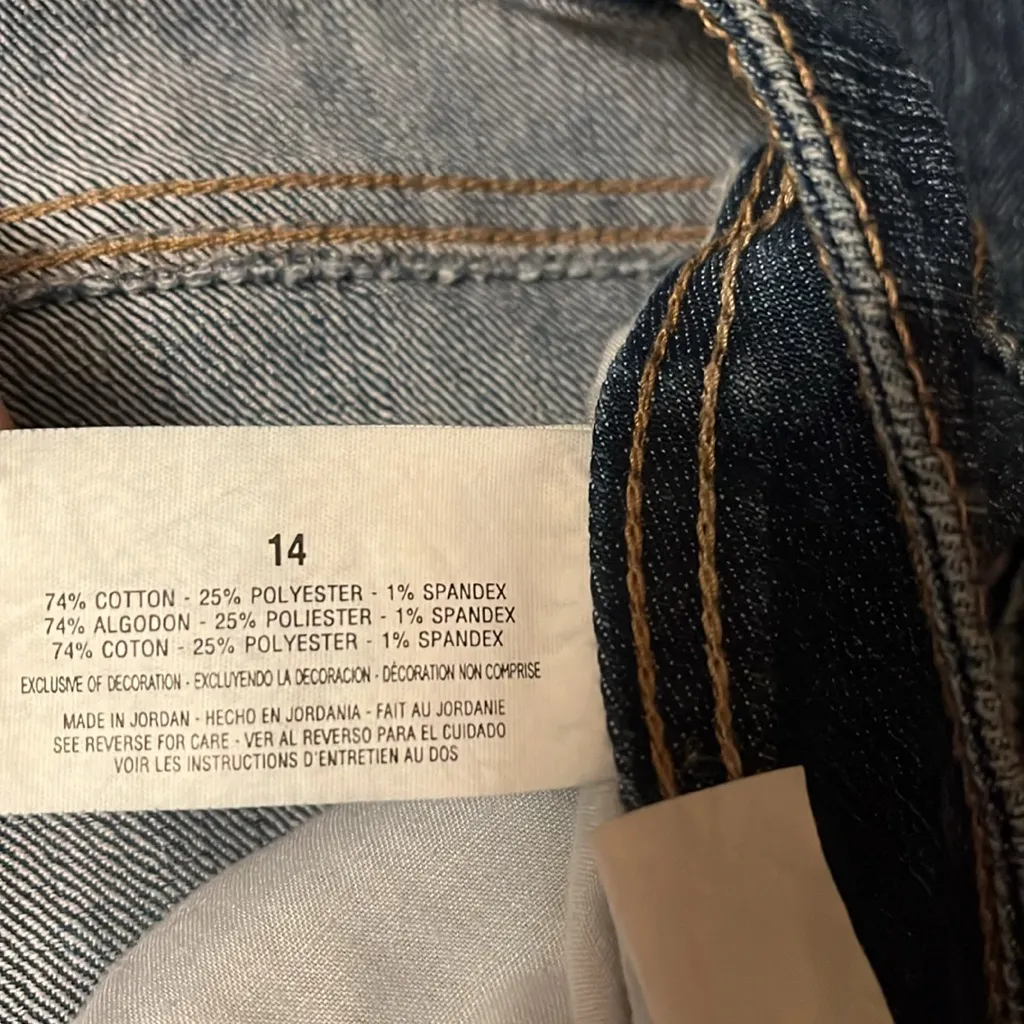 14
74% COTTON - 25% POLYESTER - 1% SPANDEX
74% ALGODON - 25% POLIESTER - 1% SPANDEX
74% COTON - 25% POLYESTER - 1% SPANDEX
EXCLUSIVE OF DECORATION - EXCLUYENDO LA DECORACION - DÉCORATION NON COMPRISE
MADE IN JORDAN - HECHO EN JORDANIA - FAIT AU JORDANIE
SEE REVERSE FOR CARE - VER AL REVERSO PARA EL CUIDADO
VOIR LES INSTRUCTIONS D'ENTRETIEN AU DOS